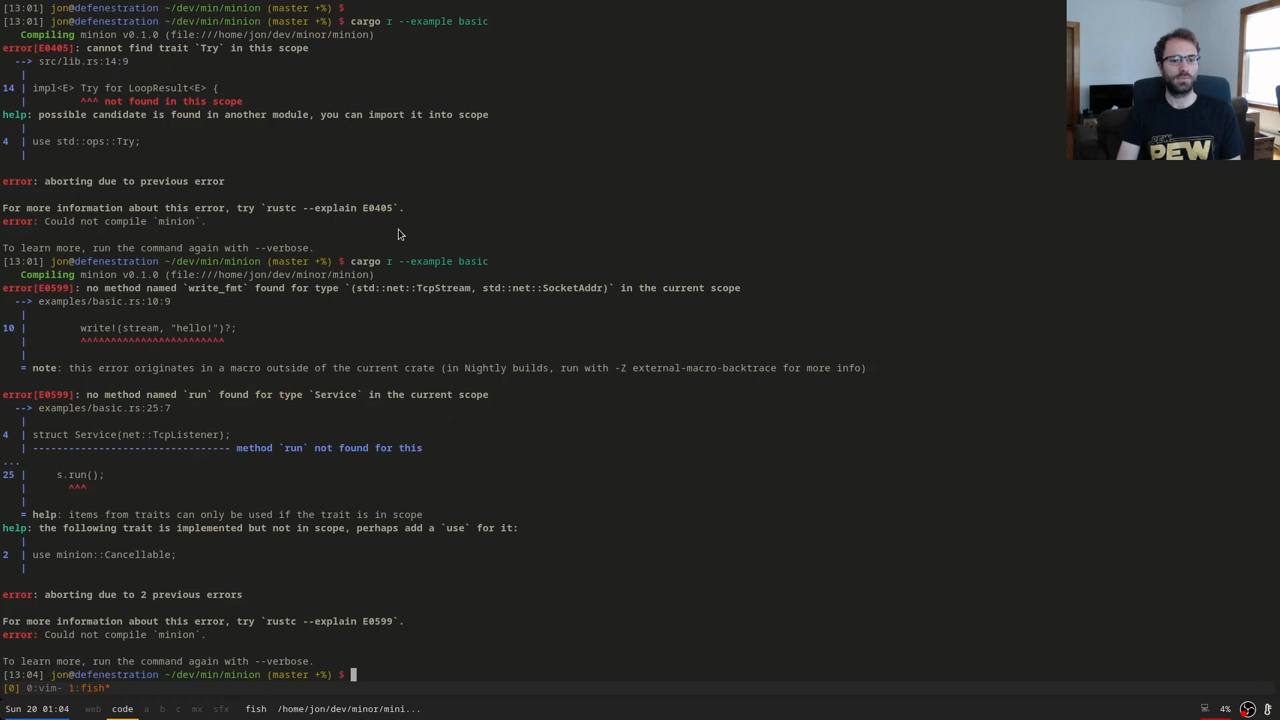 [13:01] jon@defenestration ~/dev/min/minion (master +%) $
[13:01] jon@defenestration ~/dev/min/minion (master +%) $ cargo r --example basic
   Compiling minion v0.1.0 (file:///home/jon/dev/minor/minion)
error[E0405]: cannot find trait `Try` in this scope
  --> src/lib.rs:14:9
   |
14 | impl<E> Try for LoopResult<E> {
   |         ^^^ not found in this scope
help: possible candidate is found in another module, you can import it into scope
   |
4  | use std::ops::Try;
   |
error: aborting due to previous error
For more information about this error, try `rustc --explain E0405`.
error: Could not compile `minion`.
To learn more, run the command again with --verbose.
[13:01] jon@defenestration ~/dev/min/minion (master +%) $ cargo r --example basic
   Compiling minion v0.1.0 (file:///home/jon/dev/minor/minion)
error[E0599]: no method named `write_fmt` found for type `(std::net::TcpStream, std::net::SocketAddr)` in the current scope
  --> examples/basic.rs:10:9
   |
10 |         write!(stream, "hello!")?;
   |         ^^^^^^^^^^^^^^^^^^^^^^^^
   |
   = note: this error originates in a macro outside of the current crate (in Nightly builds, run with -Z external-macro-backtrace for more info)
error[E0599]: no method named `run` found for type `Service` in the current scope
  --> examples/basic.rs:25:7
   |
4  | struct Service(net::TcpListener);
   | --------------------------------- method `run` not found for this
...
25 |     s.run();
   |       ^^^
   |
   = help: items from traits can only be used if the trait is in scope
help: the following trait is implemented but not in scope, perhaps add a `use` for it:
   |
2  | use minion::Cancellable;
   |
error: aborting due to 2 previous errors
For more information about this error, try `rustc --explain E0599`.
error: Could not compile `minion`.
To learn more, run the command again with --verbose.
[13:04] jon@defenestration ~/dev/min/minion (master +%) $
[0] 0:vim- 1:fish*
Sun 20 01:04 web code a b c mx sfx fish /home/jon/dev/minor/mini... 4%
PEW
PEW